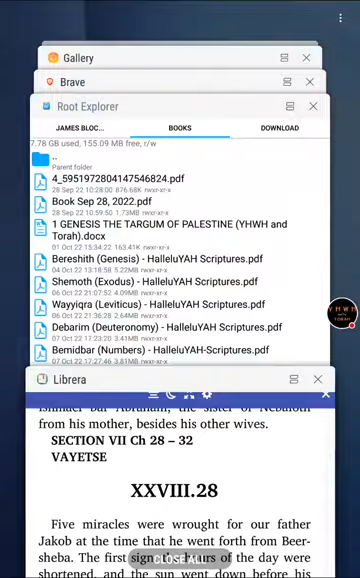 Gallery
Brave
Root Explorer
JAMES BLOC...
BOOKS
DOWNLOAD
7.78 GB used, 155.09 MB free, r/w
..
Parent folder
4_5951972804147546824.pdf
28 Sep 22 10:28:00 876.68K rwxr-xr-x
Book Sep 28, 2022.pdf
28 Sep 22 10:59:50 1.73MB rwxr-xr-x
1 GENESIS THE TARGUM OF PALESTINE (YHWH and
Torah).docx
01 Oct 22 15:34:22 163.41K rwxr-xr-x
Bereshith (Genesis) - HalleluYAH Scriptures.pdf
04 Oct 22 13:18:58 5.22MB rwxr-xr-x
Shemoth (Exodus) - HalleluYAH Scriptures.pdf
06 Oct 22 21:07:52 4.09MB rwxr-xr-x
Wayyiqra (Leviticus) - HalleluYAH Scriptures.pdf
06 Oct 22 21:36:28 2.64MB rwxr-xr-x
Debarim (Deuteronomy) - HalleluYAH Scriptures.pdf
07 Oct 22 17:23:20 3.41MB rwxr-xr-x
Bemidbar (Numbers) - HalleluYAH-Scriptures.pdf
07 Oct 22 17:27:46 3.81MB rwxr-xr-x
YHWH
TORAH
Librera
Ishmael bar Abraham, the sister of Nebaioth
from his mother, besides his other wives.
SECTION VII Ch 28 – 32
VAYETSE
XXVIII.28
Five miracles were wrought for our father
Jakob at the time that he went forth from Beer-
sheba. The first sign the hours of the day were
CLOSE ALL
shortened, and the sun went down before his